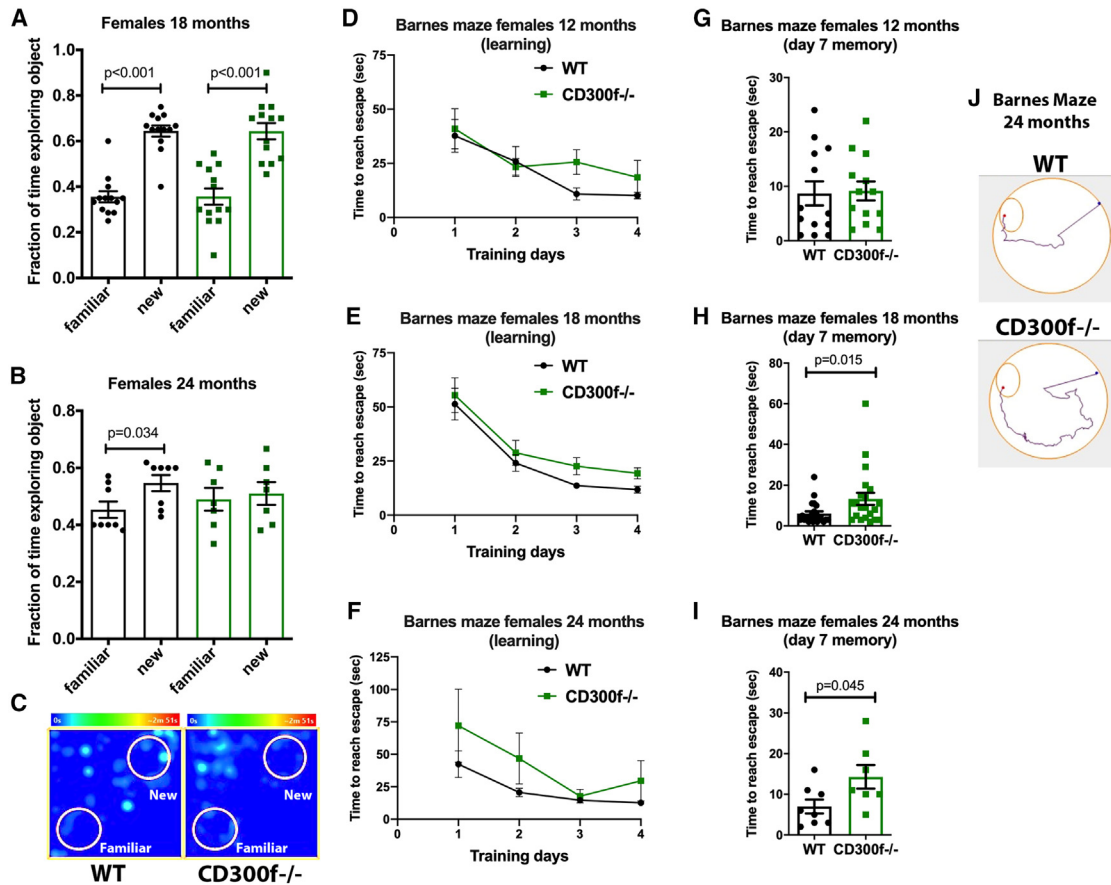 A
Females 18 months
Fraction of time exploring object
1.0
0.8
0.6
0.4
0.2
0.0
p<0.001
p<0.001
familiar
new
familiar
new
B
Females 24 months
Fraction of time exploring object
0.8
0.6
0.4
0.2
0.0
p=0.034
familiar
new
familiar
new
C
0s
~2m 51s
0s
~2m 51s
New
New
Familiar
Familiar
WT
CD300f-/-
D
Barnes maze females 12 months
(learning)
Time to reach escape (sec)
75
50
25
0
WT
CD300f-/-
0
1
2
3
4
Training days
E
Barnes maze females 18 months
(learning)
Time to reach escape (sec)
75
50
25
0
WT
CD300f-/-
0
1
2
3
4
Training days
F
Barnes maze females 24 months
(learning)
Time to reach escape (sec)
125
100
75
50
25
0
WT
CD300f-/-
0
1
2
3
4
Training days
G
Barnes maze females 12 months
(day 7 memory)
Time to reach escape (sec)
30
20
10
0
WT CD300f-/-
H
Barnes maze females 18 months
(day 7 memory)
Time to reach escape (sec)
80
60
40
20
0
p=0.015
WT CD300f-/-
I
Barnes maze females 24 months
(day 7 memory)
Time to reach escape (sec)
40
30
20
10
0
p=0.045
WT CD300f-/-
J
Barnes Maze
24 months
WT
CD300f-/-